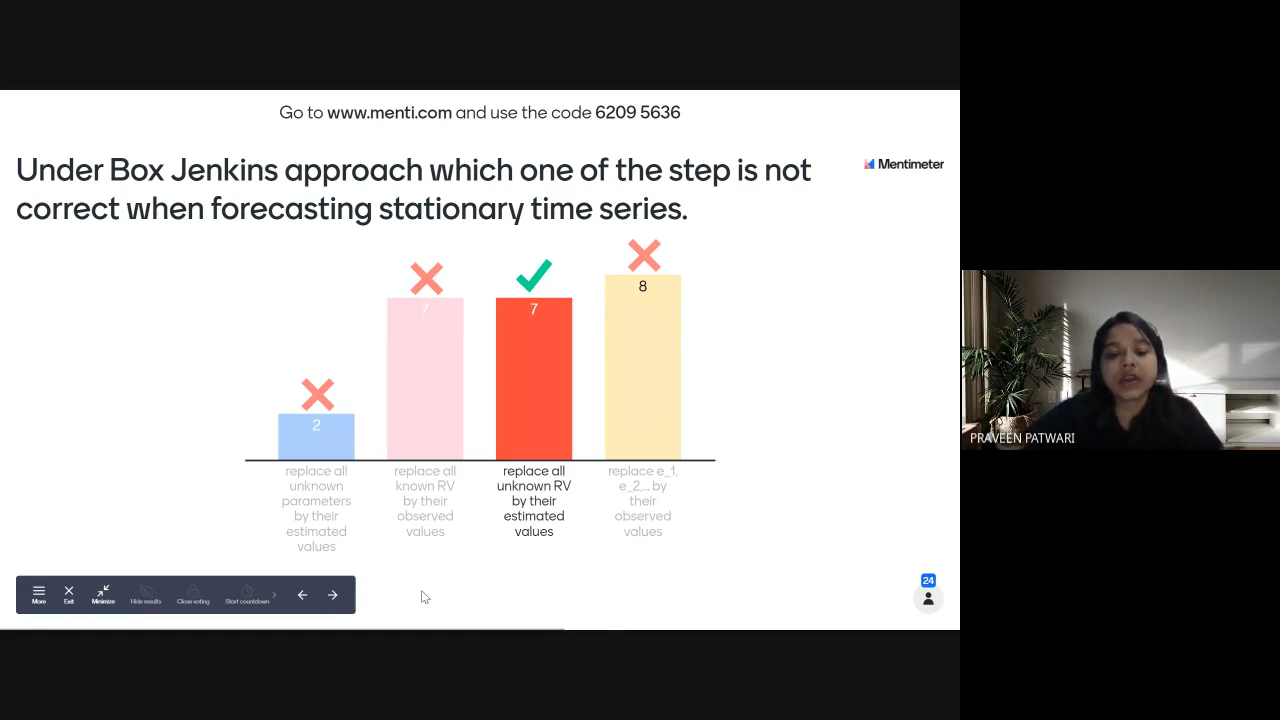 Go to www.menti.com and use the code 6209 5636
Under Box Jenkins approach which one of the step is not
correct when forecasting stationary time series.
Mentimeter
2
7
7
8
replace all
unknown
parameters
by their
estimated
values
replace all
known RV
by their
observed
values
replace all
unknown RV
by their
estimated
values
replace e_1,
e_2,... by
their
observed
values
More
Exit
Minimize
Hide results
Close voting
Start countdown
24
PRAVEEN PATWARI